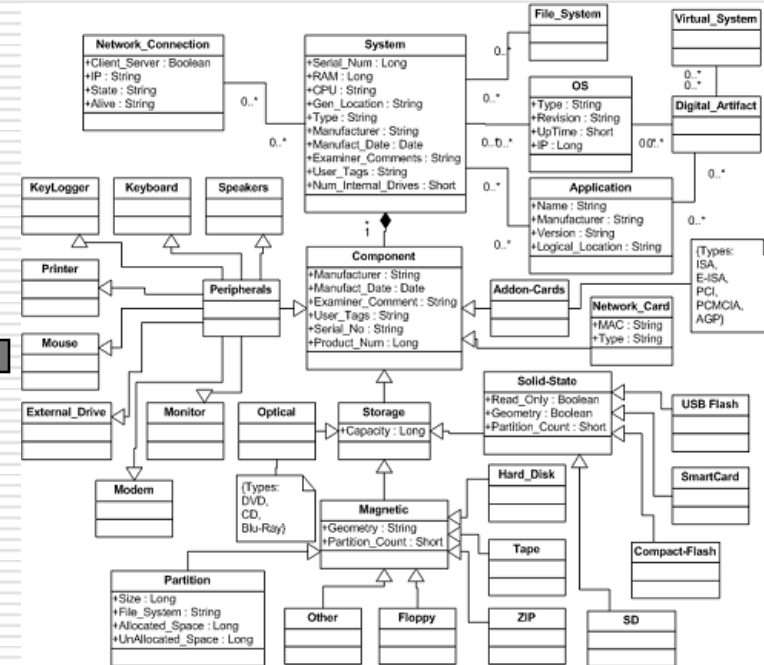 File_System
Virtual_System
Network_Connection
+Client_Server : Boolean
+IP : String
+State : String
+Alive : String
System
+Serial_Num : Long
+RAM : Long
+CPU : String
+Gen_Location : String
+Type : String
+Manufacturer : String
+Manufact_Date : Date
+Examiner_Comments : String
+User_Tags : String
+Num_Internal_Drives : Short
OS
+Type : String
+Revision : String
+UpTime : Short
+IP : Long
Digital_Artifact
0..*
0..*
0..*
0..*
0..*
0..*
0..*
0..*
0..*
0..*
0..*
Application
+Name : String
+Manufacturer : String
+Version : String
+Logical_Location : String
KeyLogger
Keyboard
Speakers
*
1
Component
+Manufacturer : String
+Manufact_Date : Date
+Examiner_Comment : String
+User_Tags : String
+Serial_No : String
+Product_Num : Long
{Types:
ISA,
E-ISA,
PCI,
PCMCIA,
AGP}
Printer
Peripherals
Addon-Cards
Network_Card
+MAC : String
+Type : String
Mouse
Solid-State
+Read_Only : Boolean
+Geometry : Boolean
+Partition_Count : Short
USB Flash
External_Drive
Monitor
Optical
Storage
+Capacity : Long
SmartCard
Modem
{Types:
DVD,
CD,
Blu-Ray}
Hard_Disk
Magnetic
+Geometry : String
+Partition_Count : Short
Tape
Compact-Flash
Partition
+Size : Long
+File_System : String
+Allocated_Space : Long
+UnAllocated_Space : Long
Other
Floppy
ZIP
SD